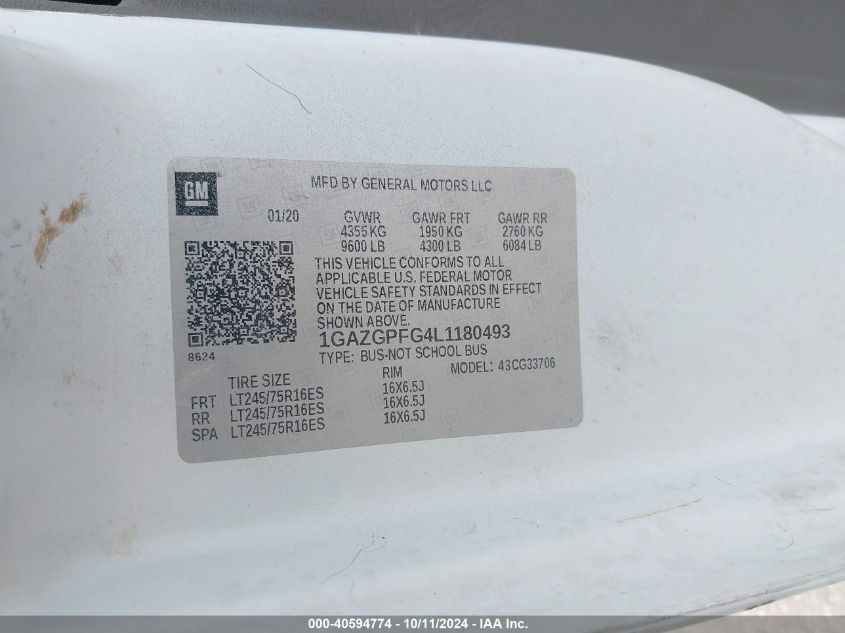 GM
MFD BY GENERAL MOTORS LLC
01/20 GVWR GAWR FRT GAWR RR
4355 KG 1950 KG 2760 KG
9600 LB 4300 LB 6084 LB
THIS VEHICLE CONFORMS TO ALL
APPLICABLE U.S. FEDERAL MOTOR
VEHICLE SAFETY STANDARDS IN EFFECT
ON THE DATE OF MANUFACTURE
SHOWN ABOVE.
1GAZGPFG4L1180493
8624
TYPE: BUS-NOT SCHOOL BUS
MODEL: 43CG33706
TIRE SIZE RIM
FRT LT245/75R16ES 16X6.5J
RR LT245/75R16ES 16X6.5J
SPA LT245/75R16ES 16X6.5J
000-40594774 - 10/11/2024 - IAA Inc.